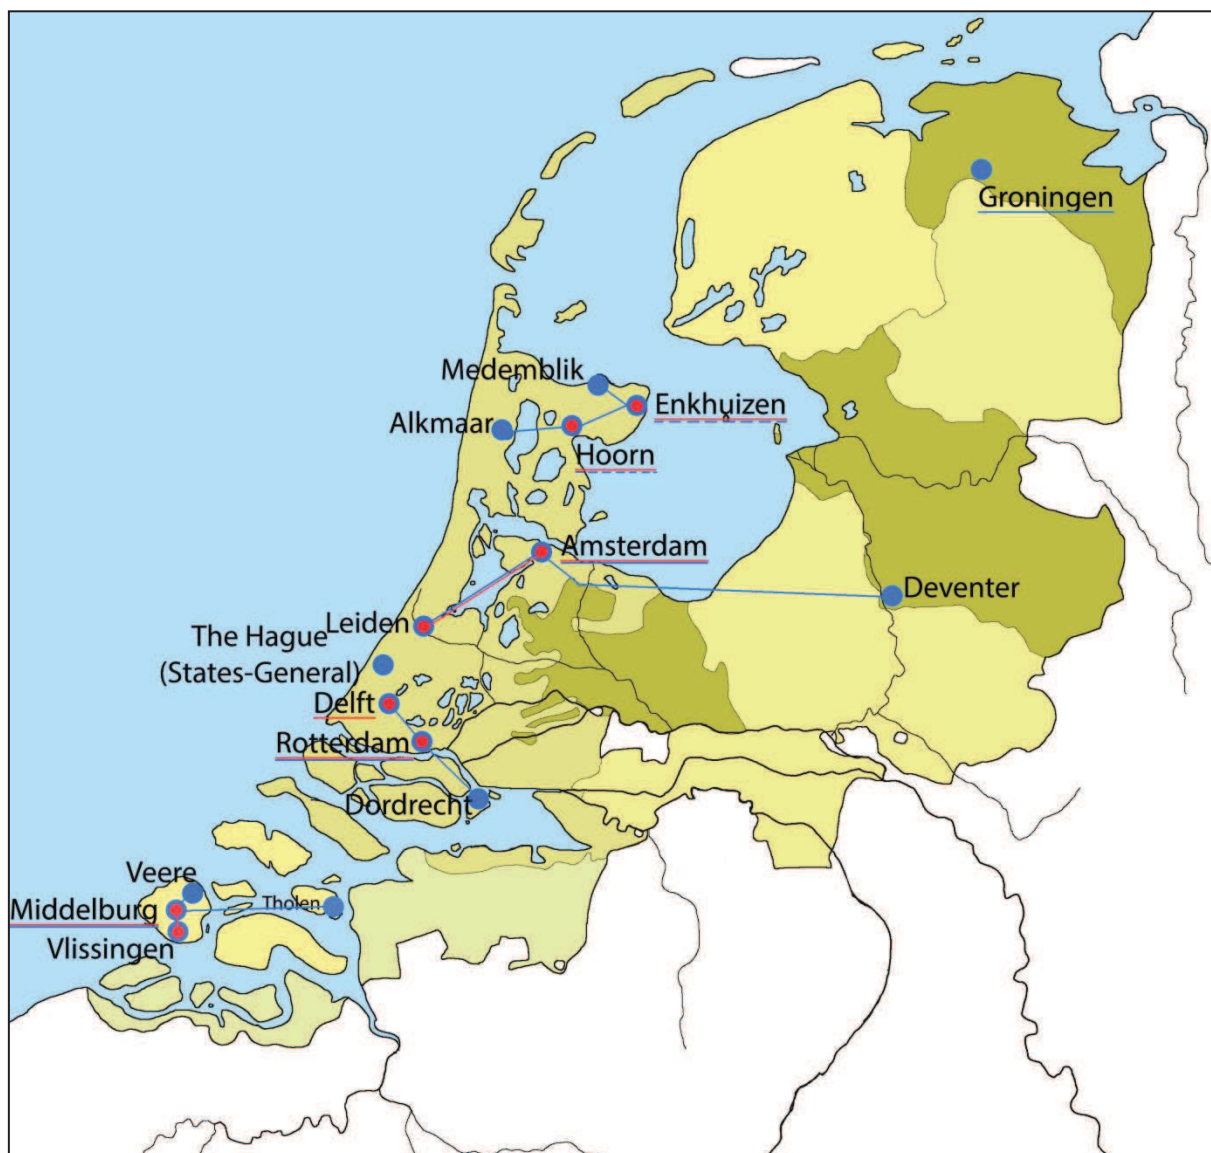 Groningen
Medemblik
Enkhuizen
Alkmaar
Hoorn
Amsterdam
Deventer
Leiden
The Hague
(States-General)
Delft
Rotterdam
Dordrecht
Veere
Tholen
Middelburg
Vlissingen